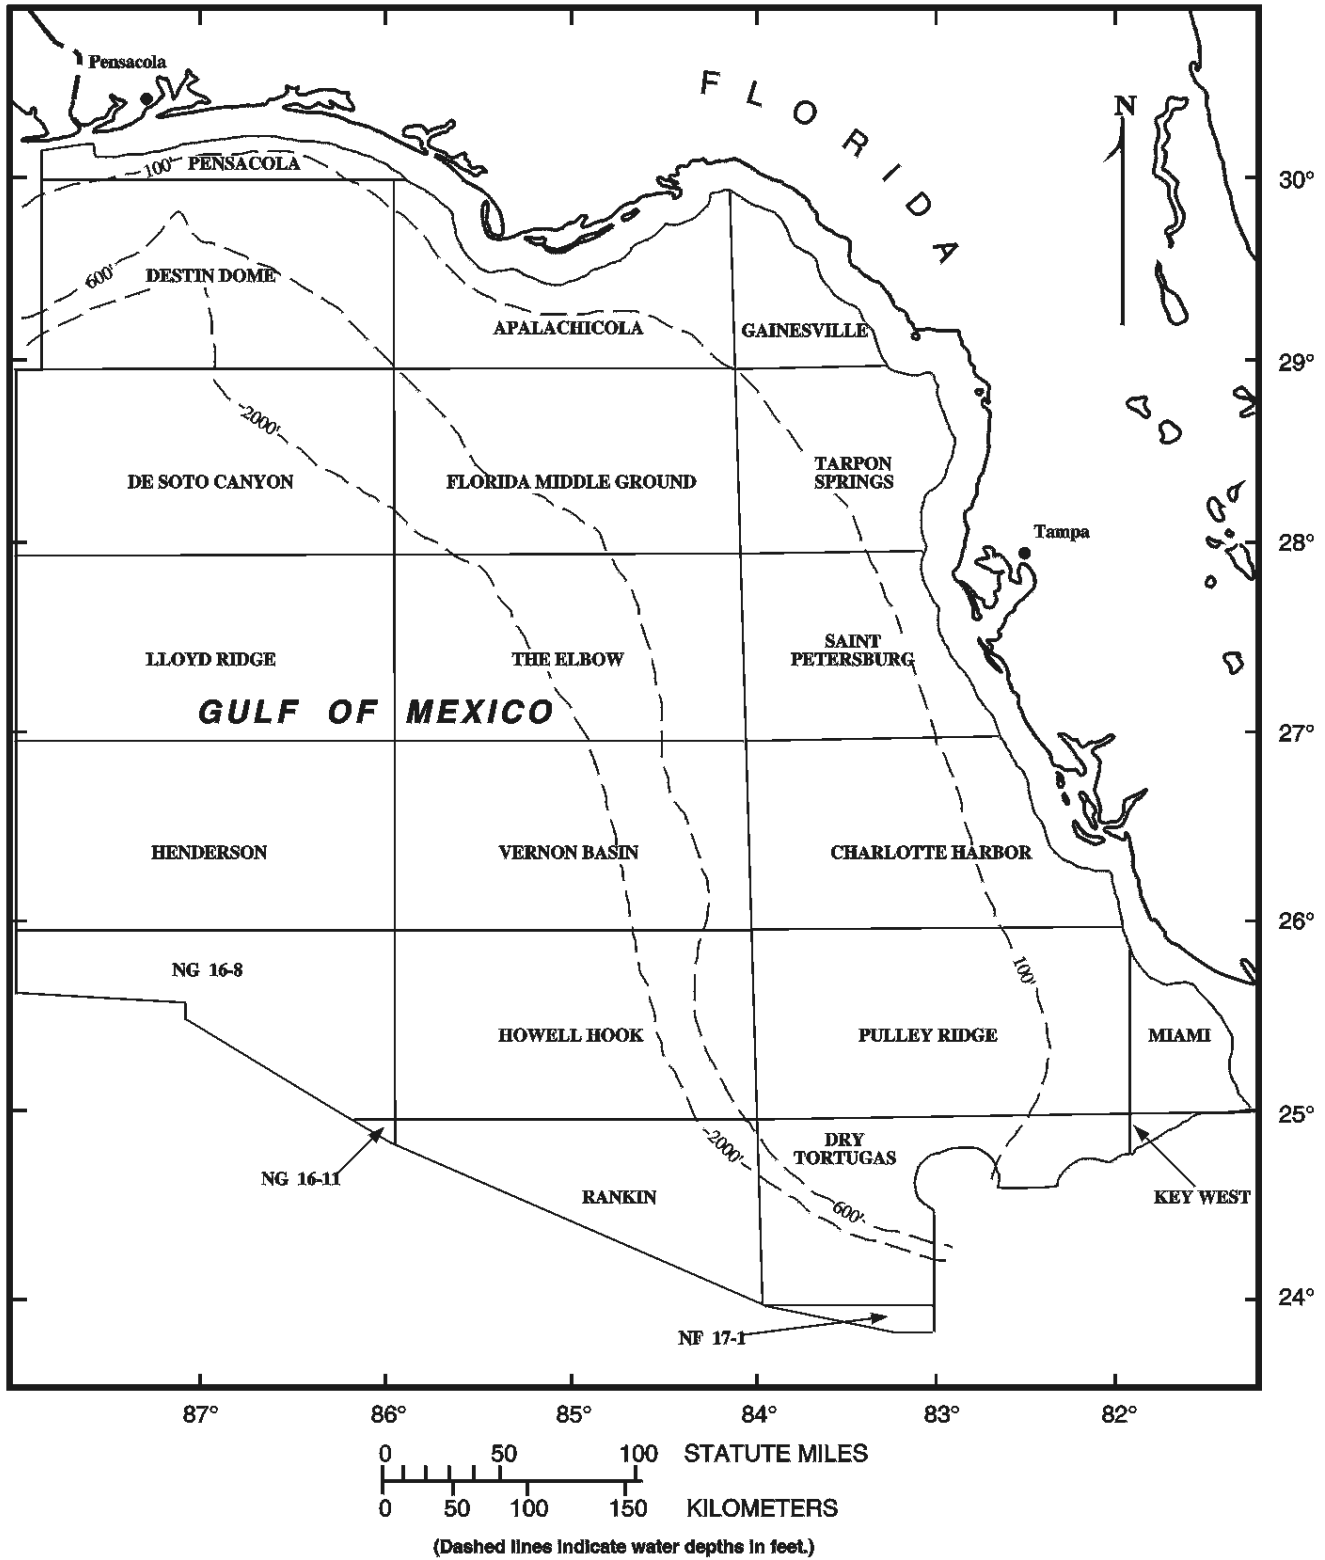 Pensacola
FLORIDA
N
100'
PENSACOLA
30°
600'
DESTIN DOME
APALACHICOLA
GAINESVILLE
29°
2000'
DE SOTO CANYON
FLORIDA MIDDLE GROUND
TARPON
SPRINGS
Tampa
28°
LLOYD RIDGE
THE ELBOW
SAINT
PETERSBURG
GULF OF MEXICO
27°
HENDERSON
VERNON BASIN
CHARLOTTE HARBOR
26°
NG 16-8
100'
HOWELL HOOK
PULLEY RIDGE
MIAMI
25°
2000'
DRY
TORTUGAS
NG 16-11
RANKIN
600'
KEY WEST
24°
NF 17-1
87° 86° 85° 84° 83° 82°
0 50 100 STATUTE MILES
0 50 100 150 KILOMETERS
(Dashed lines indicate water depths in feet.)